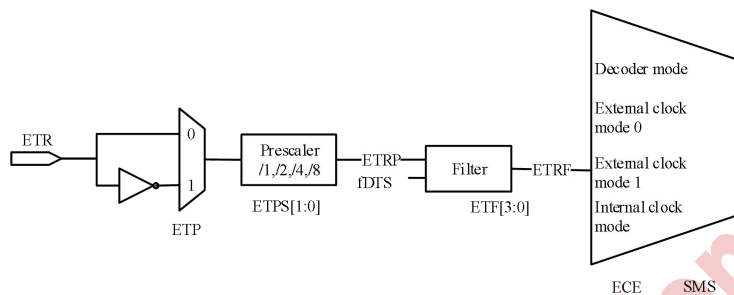 Decoder mode
External clock
mode 0
ETR
0
Prescaler
/1,/2,/4,/8
ETRP
fDTS
Filter
ETRF
External clock
mode 1
1
Internal clock
mode
ETP
ETPS[1:0]
ETF[3:0]
ECE
SMS